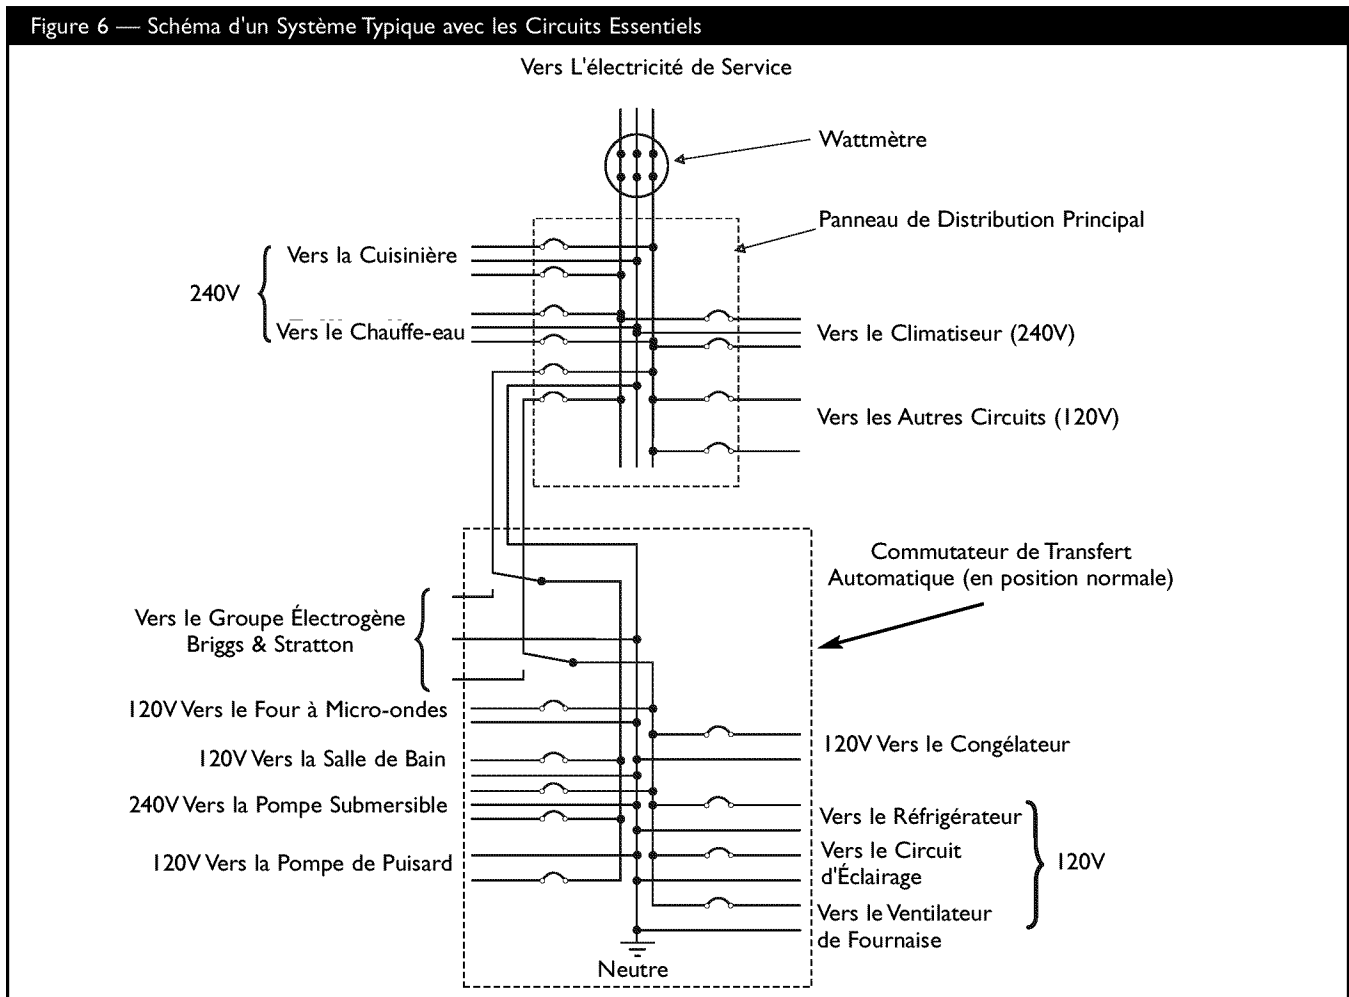 Figure 6 — Schéma d'un Système Typique avec les Circuits Essentiels
Vers L'électricité de Service
Wattmètre
Panneau de Distribution Principal
Vers la Cuisinière
240V
Vers le Chauffe-eau
Vers le Climatiseur (240V)
Vers les Autres Circuits (120V)
Commutateur de Transfert
Automatique (en position normale)
Vers le Groupe Électrogène
Briggs & Stratton
120V Vers le Four à Micro-ondes
120V Vers le Congélateur
120V Vers la Salle de Bain
240V Vers la Pompe Submersible
Vers le Réfrigérateur
Vers le Circuit
d'Éclairage
120V
120V Vers la Pompe de Puisard
Vers le Ventilateur
de Fournaise
Neutre